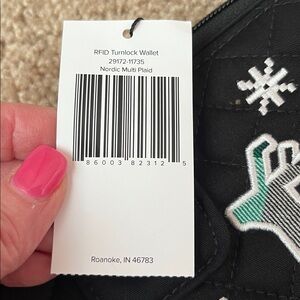 RFID Turnlock Wallet
29172-11735
Nordic Multi Plaid
86003 82312 5
Roanoke, IN 46783